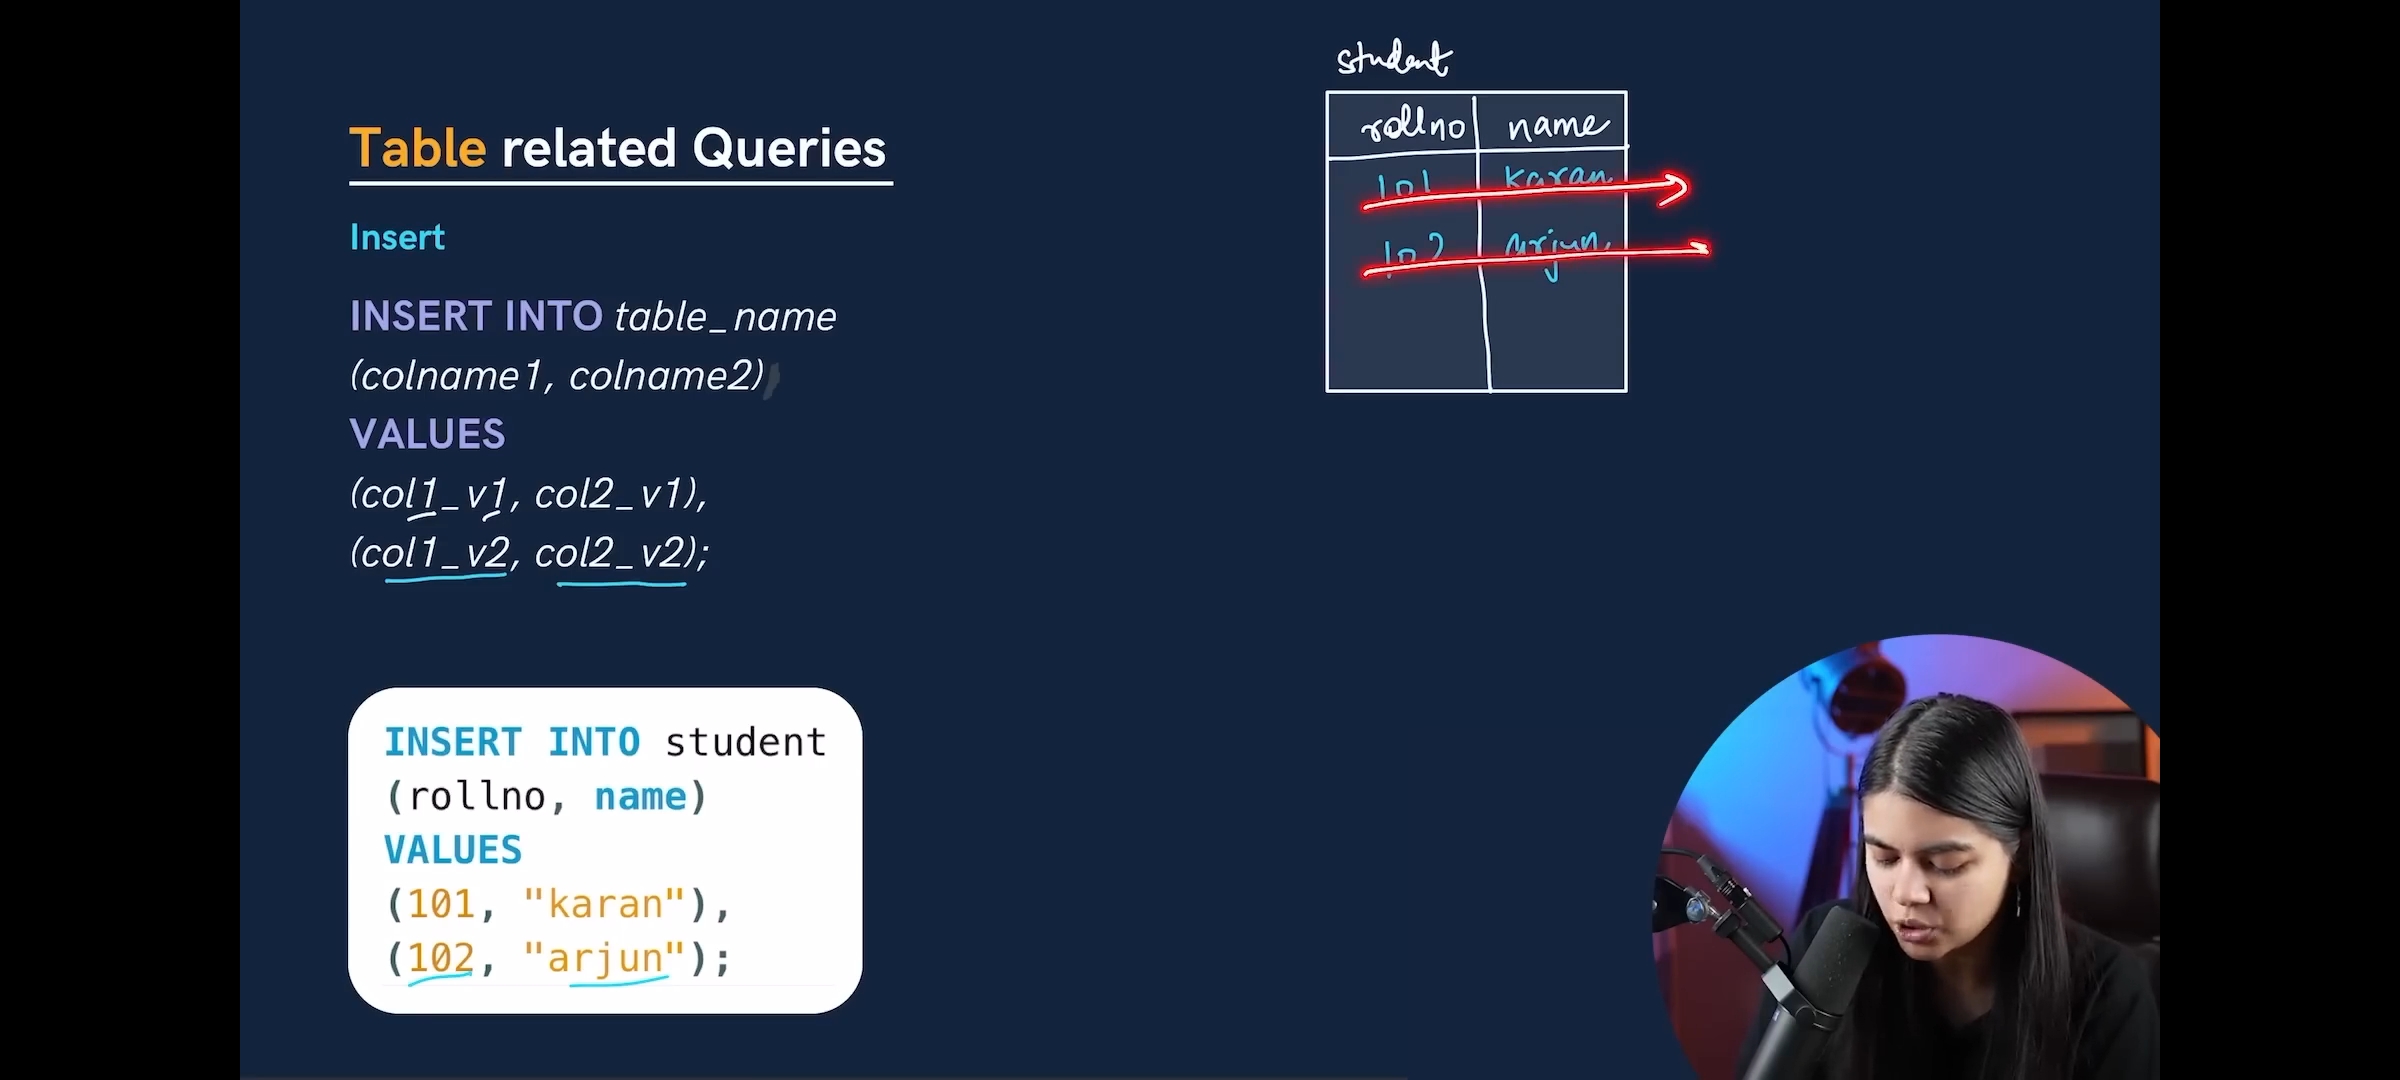 Table related Queries
Insert
INSERT INTO table_name
(colname1, colname2)
VALUES
(col1_v1, col2_v1),
(col1_v2, col2_v2);
INSERT INTO student
(rollno, name)
VALUES
(101, "karan"),
(102, "arjun");
student
rollno name
101 Karan
102 arjun